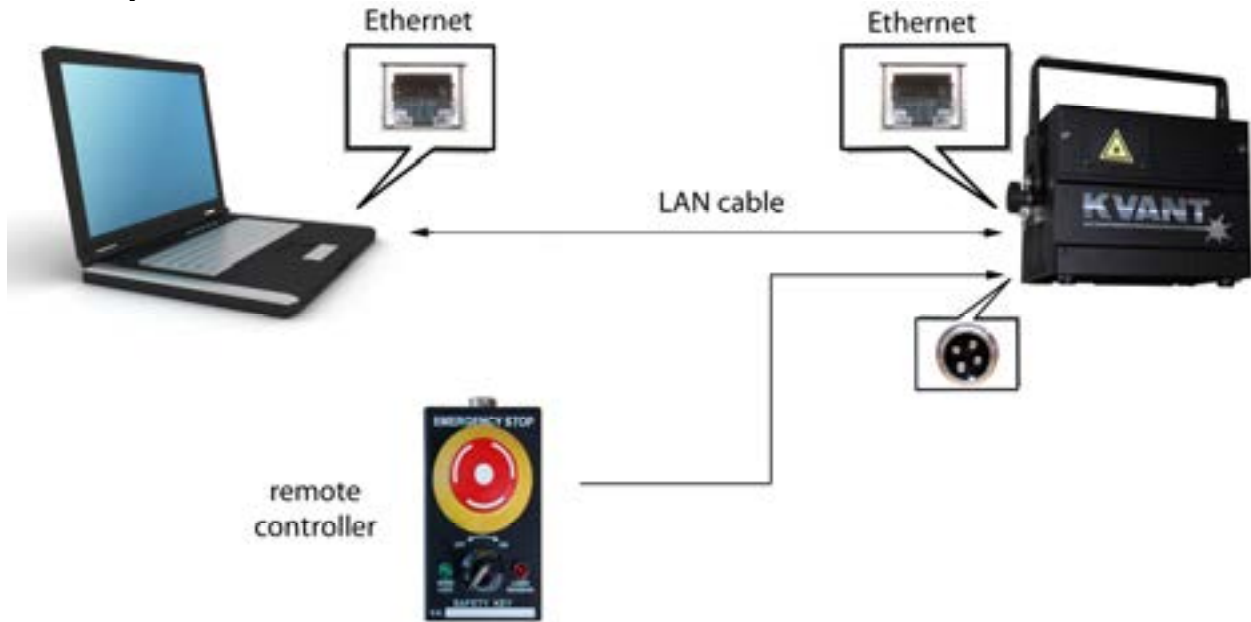 Ethernet
Ethernet
LAN cable
KVANT
EMERGENCY STOP
remote
controller
SAFETY KEY